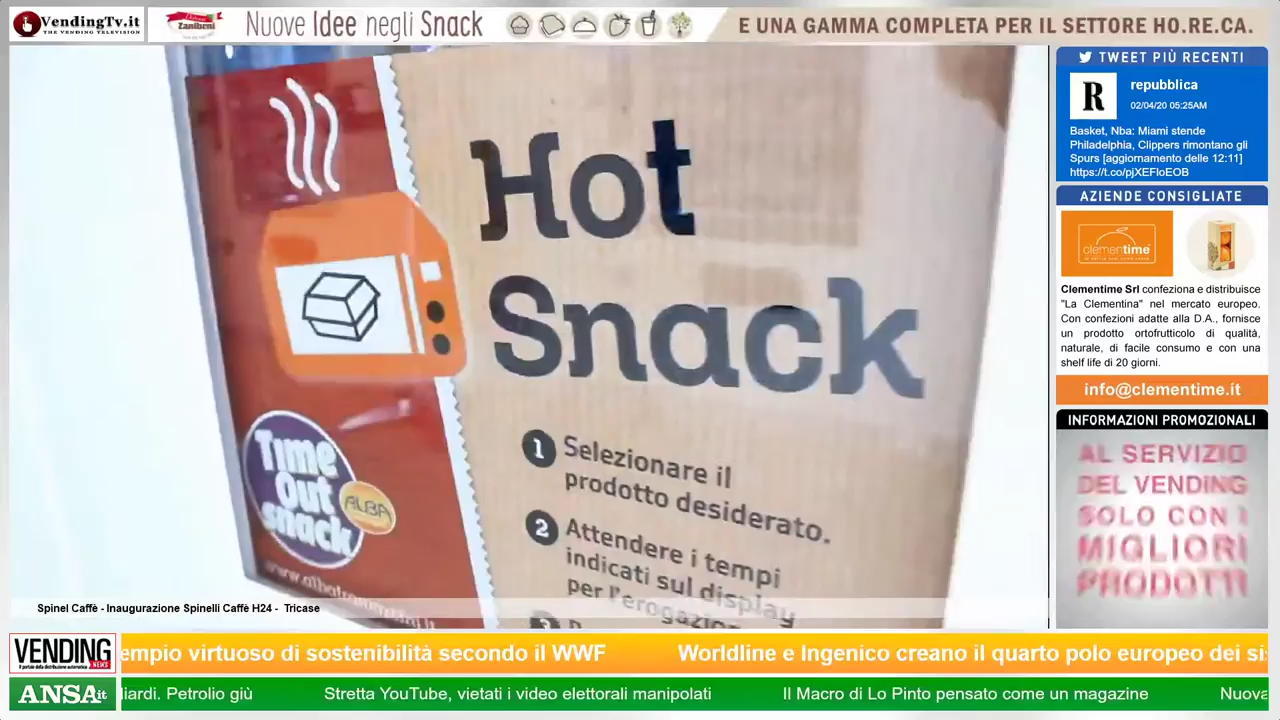 VendingTv.it
THE VENDING TELEVISION
Zaniboni
Nuove Idee negli Snack
E UNA GAMMA COMPLETA PER IL SETTORE HO.RE.CA.
Hot
Snack
1 Selezionare il
prodotto desiderato.
2 Attendere i tempi
indicati sul display
per l'erogazione
Time
Out
snack
ALBA
Spinel Caffè - Inaugurazione Spinelli Caffè H24 - Tricase
TWEET PIÙ RECENTI
R
repubblica
02/04/20 05:25AM
Basket, Nba: Miami stende
Philadelphia, Clippers rimontano gli
Spurs [aggiornamento delle 12:11]
https://t.co/pjXEFloEOB
AZIENDE CONSIGLIATE
clementime
Clementime Srl confeziona e distribuisce
"La Clementina" nel mercato europeo.
Con confezioni adatte alla D.A., fornisce
un prodotto ortofrutticolo di qualità,
naturale, di facile consumo e con una
shelf life di 20 giorni.
info@clementime.it
INFORMAZIONI PROMOZIONALI
AL SERVIZIO
DEL VENDING
SOLO CON I
MIGLIORI
PRODOTTI
VENDING
NEWS
Il portale della distribuzione automatica
empio virtuoso di sostenibilità secondo il WWF Worldline e Ingenico creano il quarto polo europeo dei si
ANSA.it
liardi. Petrolio giù Stretta YouTube, vietati i video elettorali manipolati Il Macro di Lo Pinto pensato come un magazine Nuova